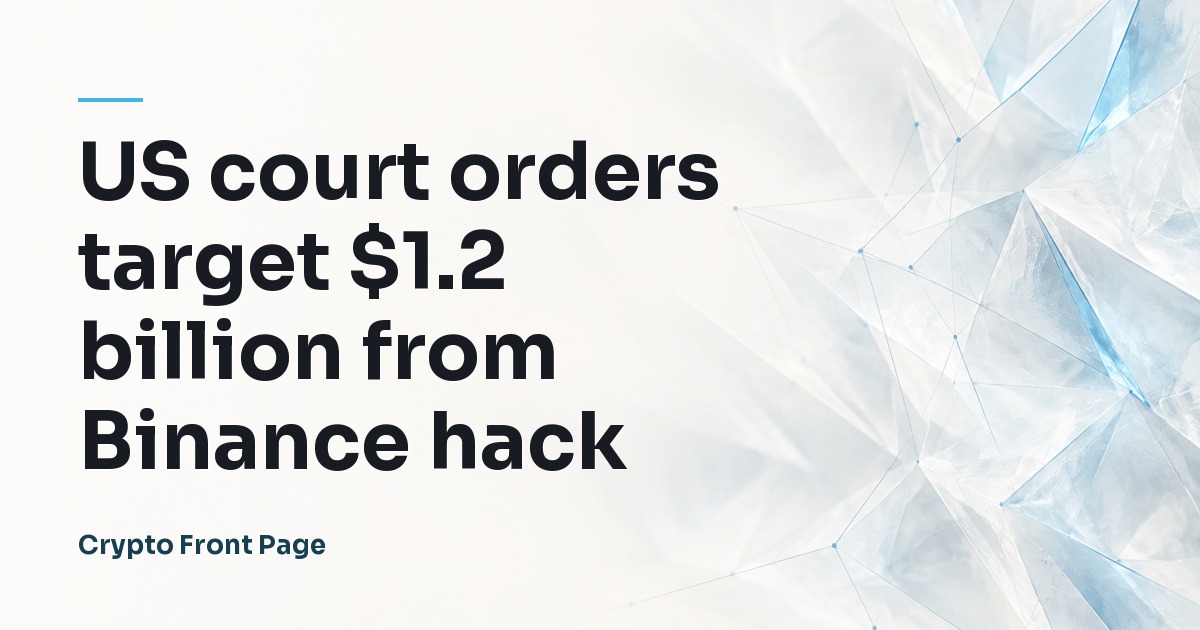 US court orders
target $1.2
billion from
Binance hack
Crypto Front Page